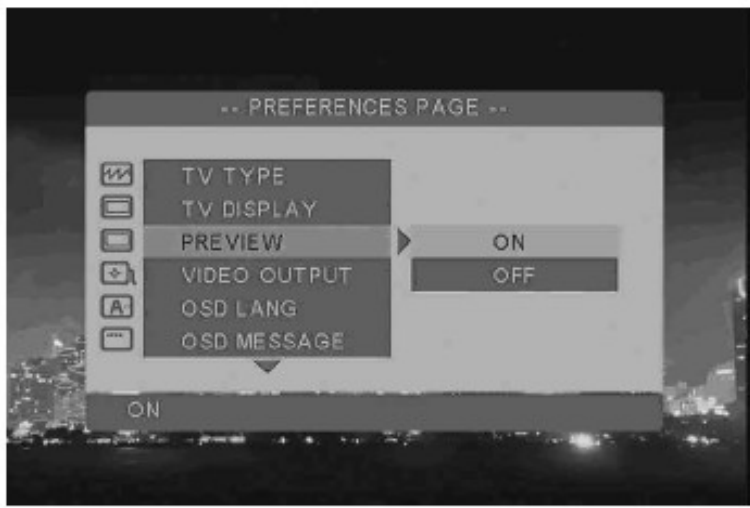 -- PREFERENCES PAGE --
TV TYPE
TV DISPLAY
PREVIEW ON
VIDEO OUTPUT OFF
OSD LANG
A
OSD MESSAGE
ON